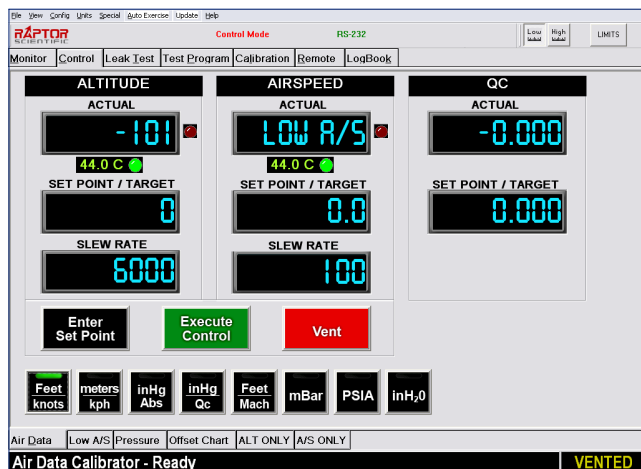 File View Config Units Special Auto Exercise Update Help
RAPTOR
SCIENTIFIC
Control Mode RS-232 Low High LIMITS
Monitor Control Leak Test Test Program Calibration Remote LogBook
ALTITUDE AIRSPEED QC
ACTUAL ACTUAL ACTUAL
-101 LOW A/S -0.000
44.0 C 44.0 C
SET POINT / TARGET SET POINT / TARGET SET POINT / TARGET
0 0.0 0.000
SLEW RATE SLEW RATE
6000 100
Enter
Set Point
Execute
Control
Vent
Feet
knots
meters
kph
inHg
Abs
inHg
Qc
Feet
Mach
mBar
PSIA
inH₂0
Air Data Low A/S Pressure Offset Chart ALT ONLY A/S ONLY
Air Data Calibrator - Ready VENTED